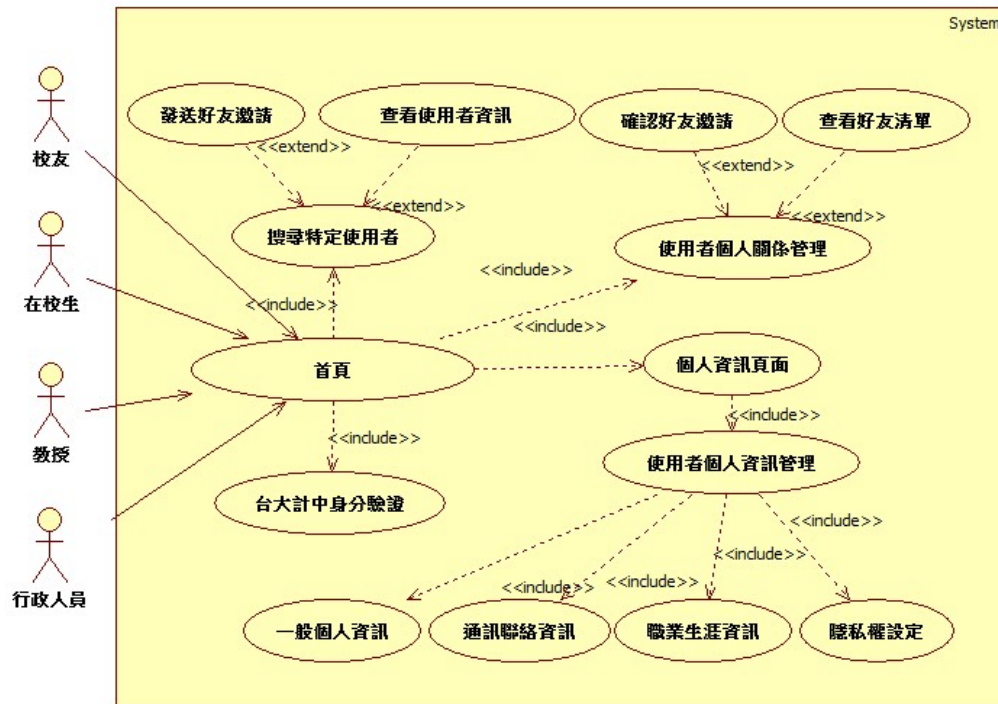 System
發送好友邀請
查看使用者資訊
確認好友邀請
查看好友清單
校友
<<extend>>
<<extend>>
<<extend>>
<<extend>>
搜尋特定使用者
使用者個人關係管理
在校生
<<include>>
<<include>>
<<include>>
首頁
個人資訊頁面
教授
<<include>>
<<include>>
使用者個人資訊管理
台大計中身分驗證
行政人員
<<include>>
<<include>>
<<include>>
<<include>>
一般個人資訊
通訊聯絡資訊
職業生涯資訊
隱私權設定